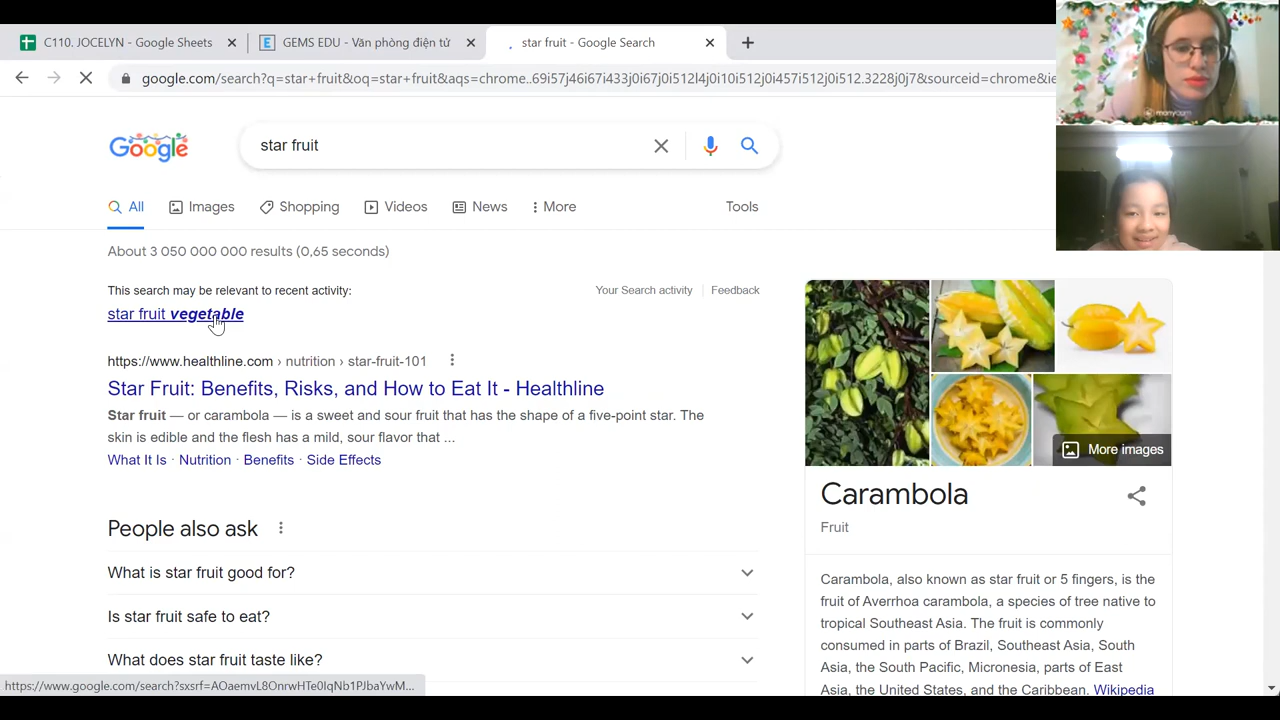 C110. JOCELYN - Google Sheets
GEMS EDU - Văn phòng điện tử
star fruit - Google Search
google.com/search?q=star+fruit&oq=star+fruit&aqs=chrome..69i57j46i67i433j0i67j0i512l4j0i10i512j0i457i512j0i512.3228j0j7&sourceid=chrome&ie
Google
star fruit
All
Images
Shopping
Videos
News
More
Tools
About 3 050 000 000 results (0,65 seconds)
This search may be relevant to recent activity:
Your Search activity
Feedback
star fruit vegetable
https://www.healthline.com › nutrition › star-fruit-101
Star Fruit: Benefits, Risks, and How to Eat It - Healthline
Star fruit — or carambola — is a sweet and sour fruit that has the shape of a five-point star. The
skin is edible and the flesh has a mild, sour flavor that ...
What It Is · Nutrition · Benefits · Side Effects
People also ask
What is star fruit good for?
Is star fruit safe to eat?
What does star fruit taste like?
https://www.google.com/search?sxsrf=AOaemvL8OnrwHTe0IqNb1PJbaYwM...
More images
Carambola
Fruit
Carambola, also known as star fruit or 5 fingers, is the
fruit of Averrhoa carambola, a species of tree native to
tropical Southeast Asia. The fruit is commonly
consumed in parts of Brazil, Southeast Asia, South
Asia, the South Pacific, Micronesia, parts of East
Asia, the United States, and the Caribbean. Wikipedia